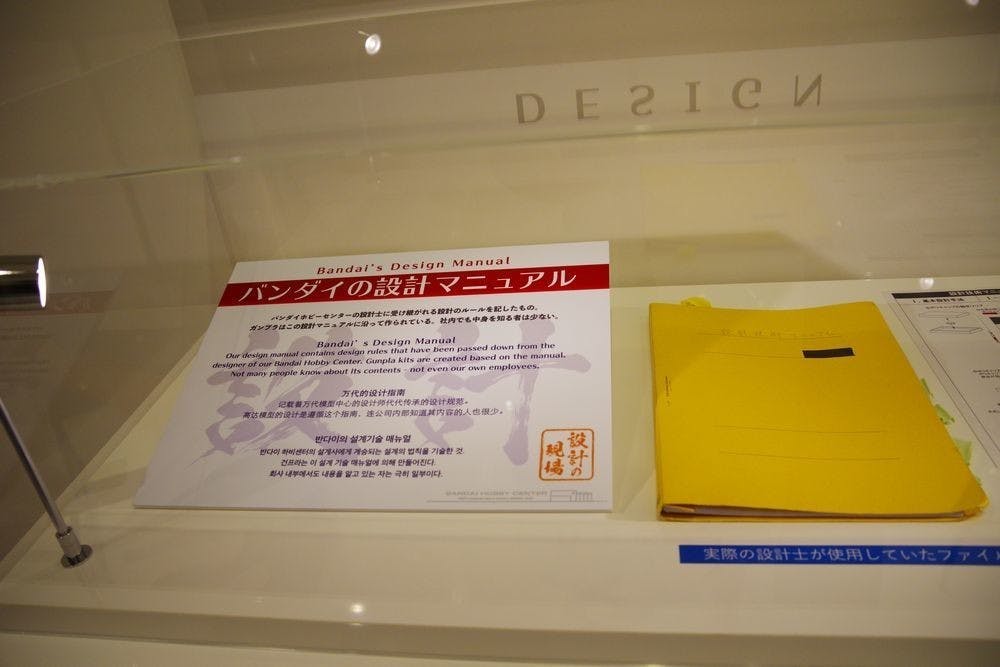 DESIGN
Bandai's Design Manual
バンダイの設計マニュアル
バンダイホビーセンターの設計士に受け継がれる設計のルールを記したもの。
ガンプラはこの設計マニュアルに沿って作られている。社内でも中身を知る者は少ない。
Bandai's Design Manual
Our design manual contains design rules that have been passed down from the
designer of our Bandai Hobby Center. Gunpla kits are created based on the manual.
Not many people know about its contents - not even our own employees.
设计
万代的设计指南
记载着万代模型中心的设计师代代传承的设计规范。
高达模型的设计是遵循这个指南，连公司内部知道其内容的人也很少。
반다이의 설계기술 매뉴얼
반다이 하비센터의 설계사에게 계승되는 설계의 법칙을 기술한 것.
건프라는 이 설계 기술 매뉴얼에 의해 만들어진다.
회사 내부에서도 내용을 알고 있는 자는 극히 일부이다.
設計の
現場
BANDAI HOBBY CENTER
設計技術マニ
実際の設計士が使用していたファイル